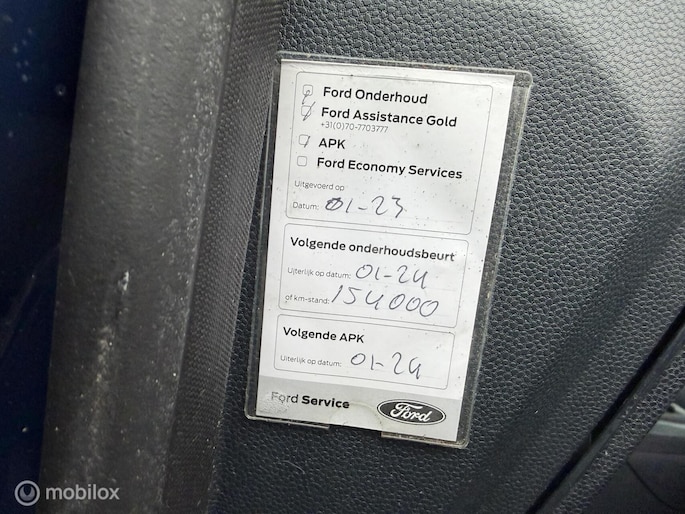 Ford Onderhoud
Ford Assistance Gold
+31(0)70-7703777
APK
Ford Economy Services
Uitgevoerd op
Datum: 01-23
Volgende onderhoudsbeurt
Uiterlijk op datum: 01-24
of km-stand: 154000
Volgende APK
Uiterlijk op datum: 01-24
Ford Service
Ford
mobilox